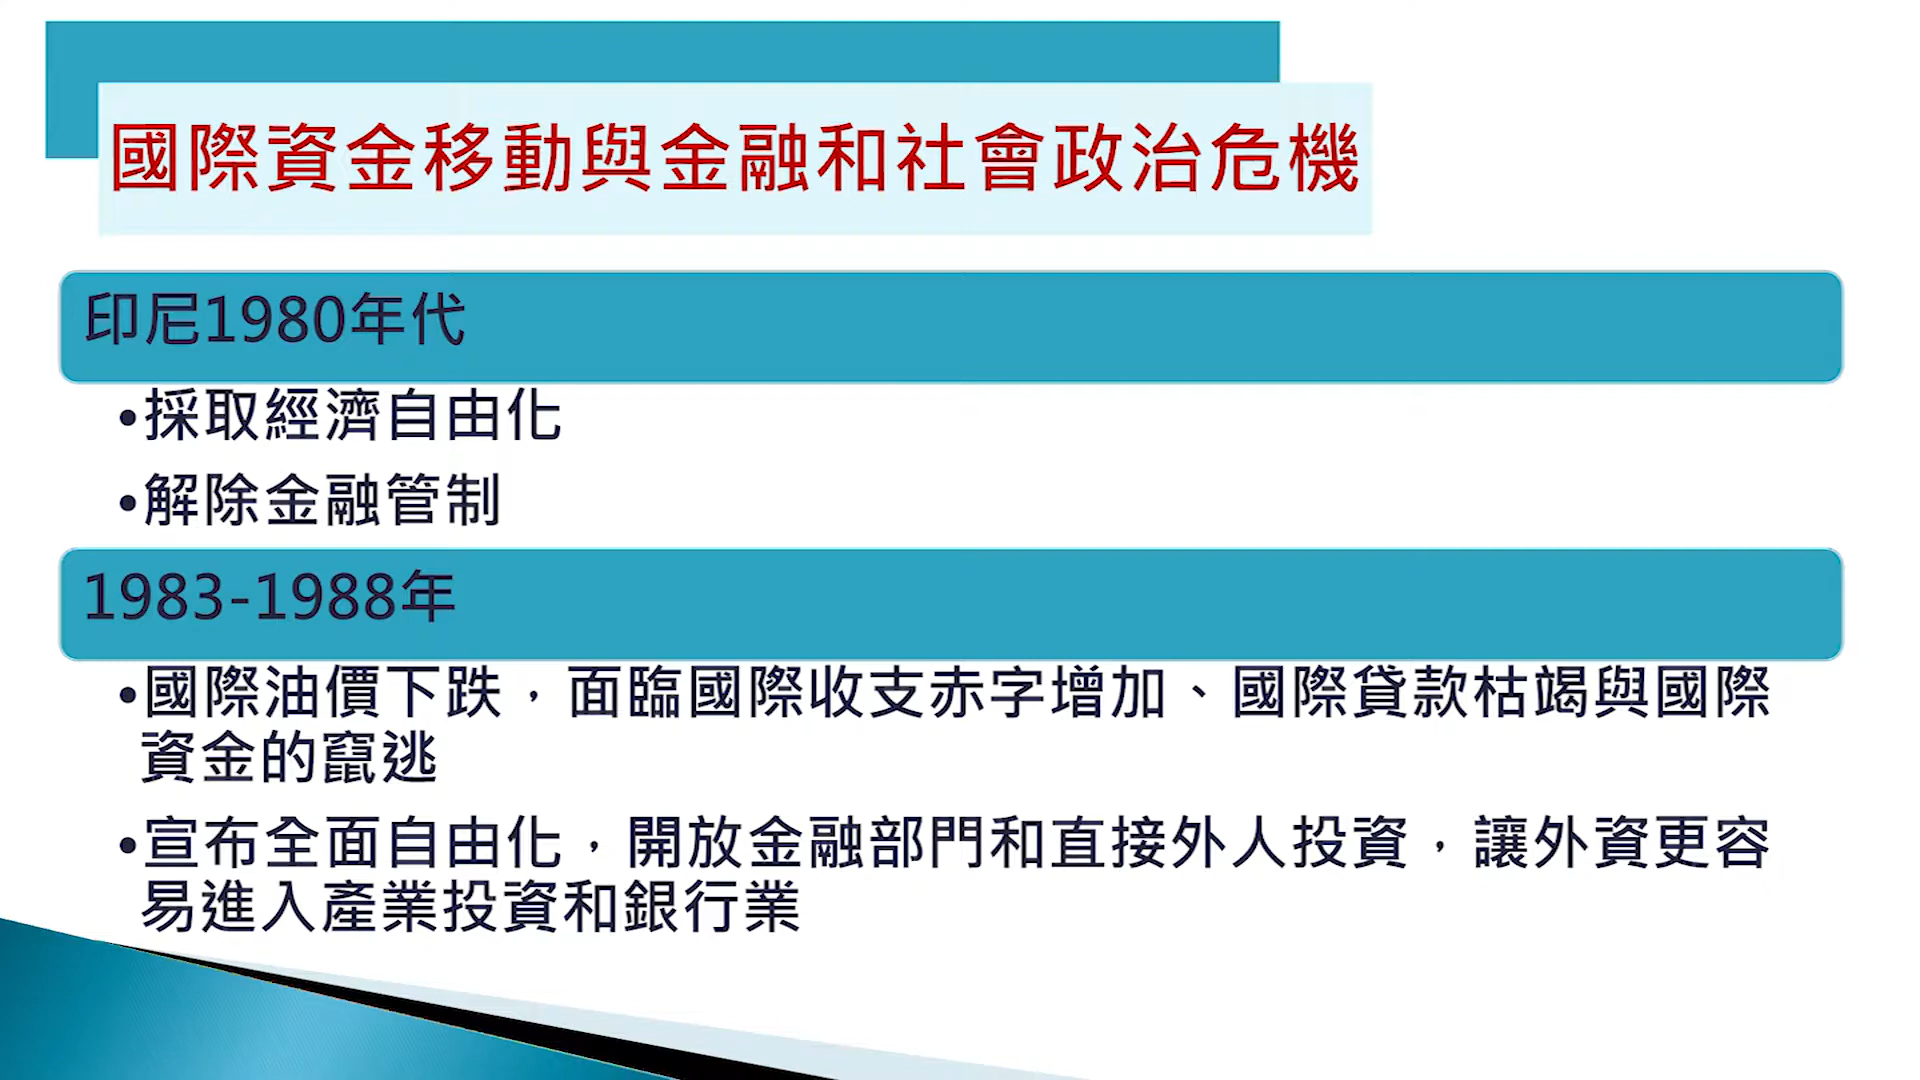 國際資金移動與金融和社會政治危機
印尼1980年代
•採取經濟自由化
•解除金融管制
1983-1988年
•國際油價下跌，面臨國際收支赤字增加、國際貸款枯竭與國際
資金的竄逃
•宣布全面自由化，開放金融部門和直接外人投資，讓外資更容
易進入產業投資和銀行業